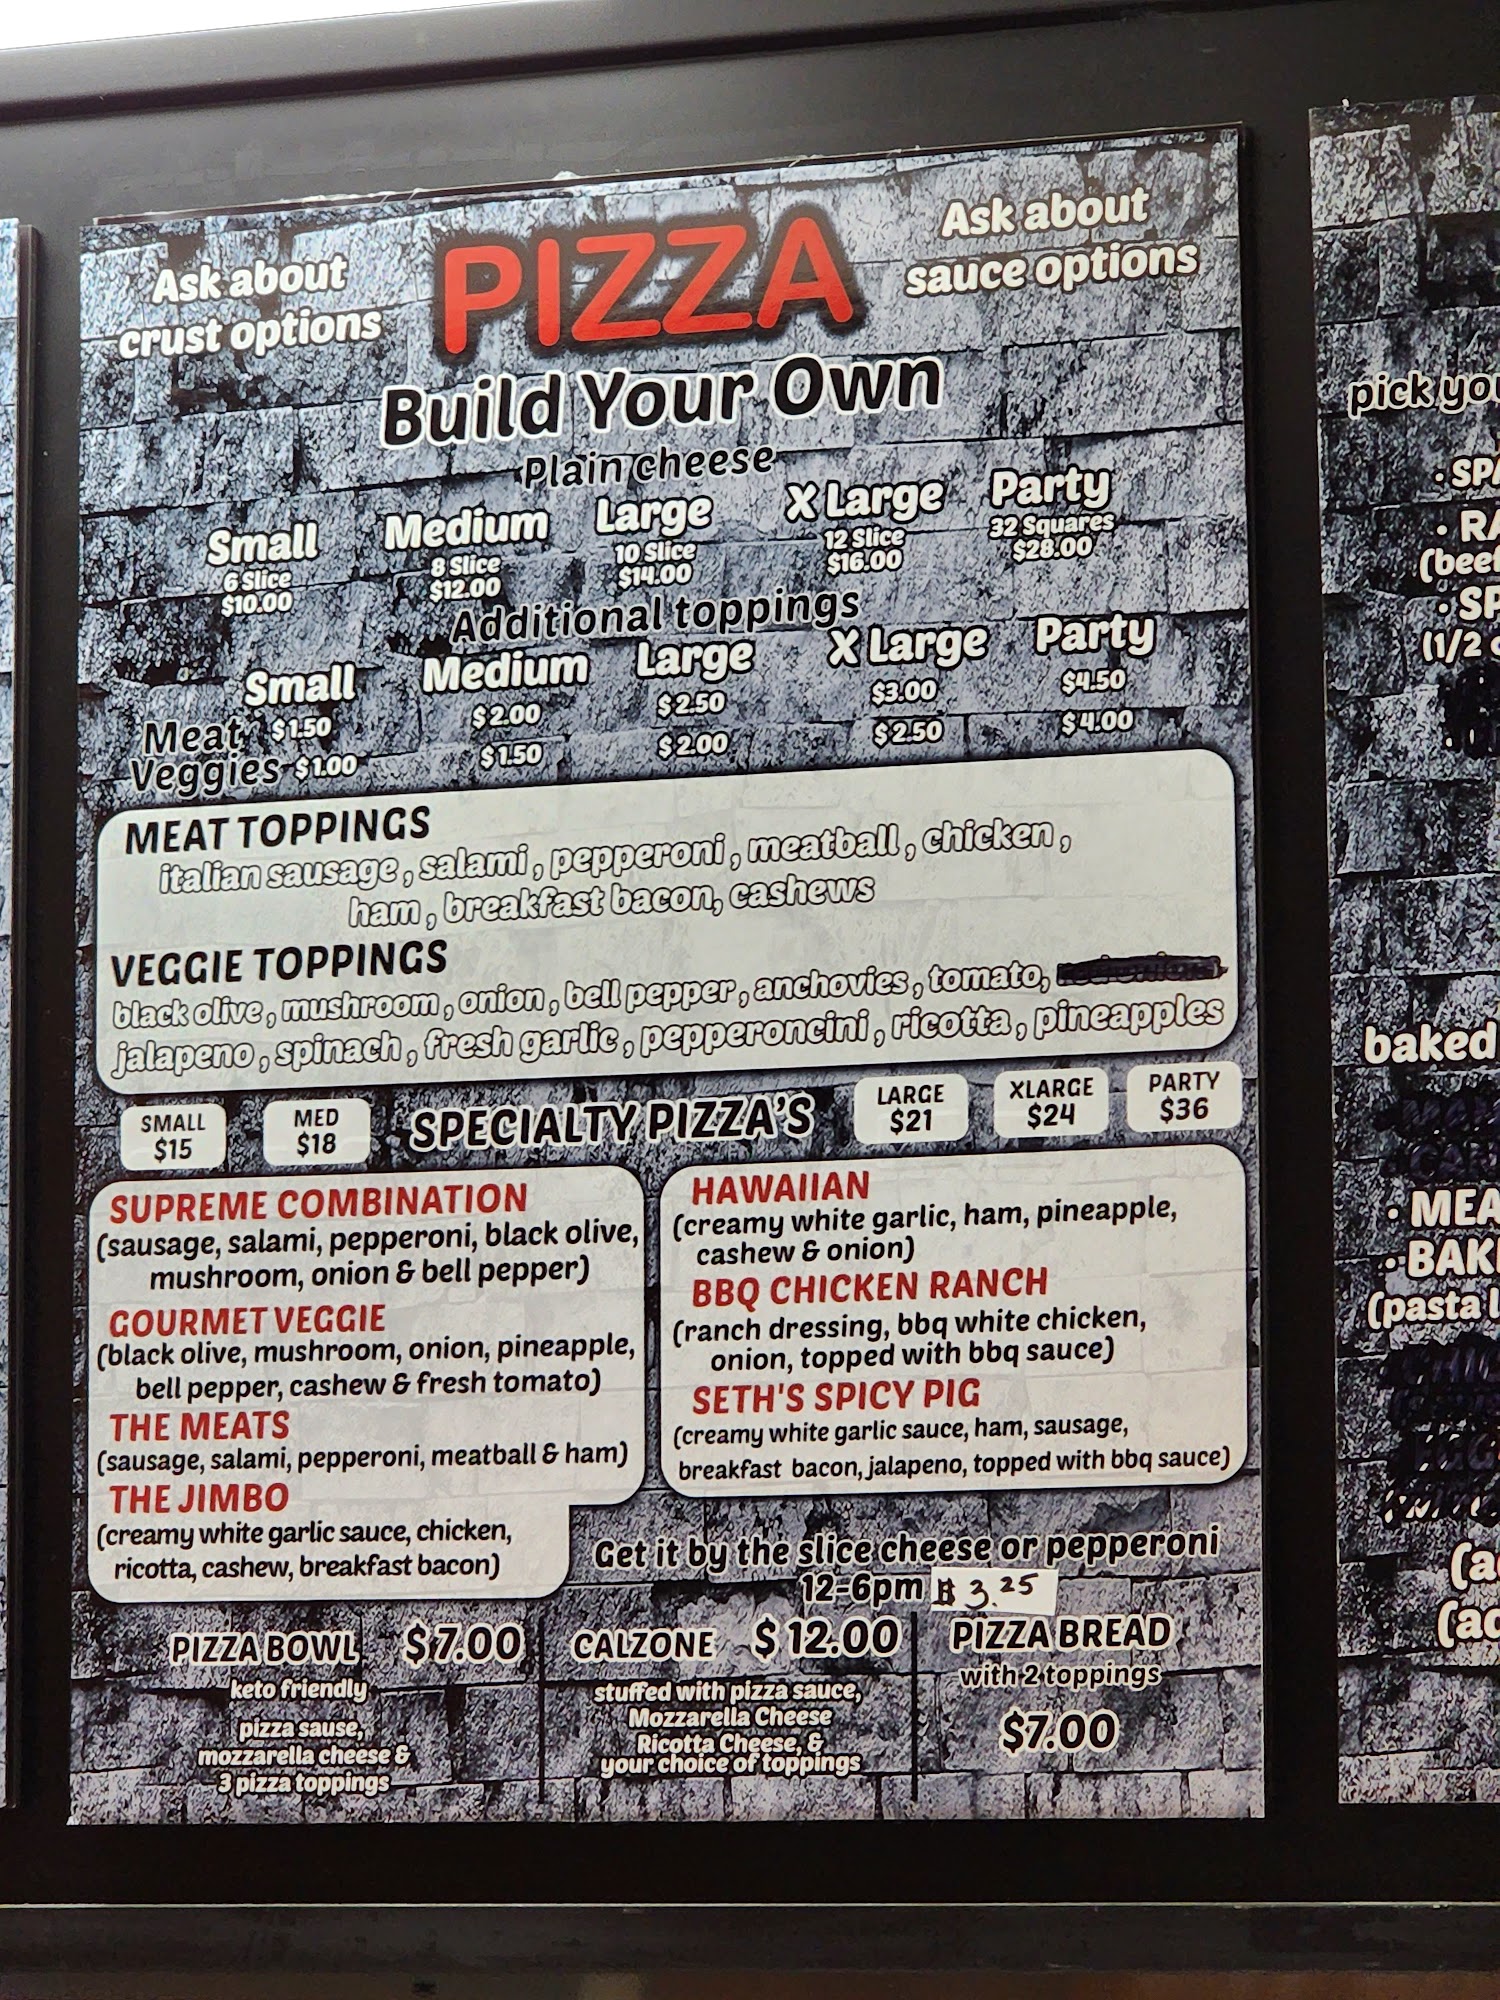 Ask about
crust options
PIZZA
Ask about
sauce options
Build Your Own
Plain cheese
Small Medium Large X Large Party
6 Slice 8 Slice 10 Slice 12 Slice 32 Squares
$10.00 $12.00 $14.00 $16.00 $28.00
Additional toppings
Small Medium Large X Large Party
Meat $1.50 $2.00 $2.50 $3.00 $4.50
Veggies $1.00 $1.50 $2.00 $2.50 $4.00
MEAT TOPPINGS
italian sausage, salami, pepperoni, meatball, chicken,
ham, breakfast bacon, cashews
VEGGIE TOPPINGS
black olive, mushroom, onion, bell pepper, anchovies, tomato,
jalapeno, spinach, fresh garlic, pepperoncini, ricotta, pineapples
SMALL
$15
MED
$18
SPECIALTY PIZZA'S
LARGE
$21
XLARGE
$24
PARTY
$36
SUPREME COMBINATION
(sausage, salami, pepperoni, black olive,
mushroom, onion & bell pepper)
GOURMET VEGGIE
(black olive, mushroom, onion, pineapple,
bell pepper, cashew & fresh tomato)
THE MEATS
(sausage, salami, pepperoni, meatball & ham)
THE JIMBO
(creamy white garlic sauce, chicken,
ricotta, cashew, breakfast bacon)
HAWAIIAN
(creamy white garlic, ham, pineapple,
cashew & onion)
BBQ CHICKEN RANCH
(ranch dressing, bbq white chicken,
onion, topped with bbq sauce)
SETH'S SPICY PIG
(creamy white garlic sauce, ham, sausage,
breakfast bacon, jalapeno, topped with bbq sauce)
Get it by the slice cheese or pepperoni
12-6pm $ 3.25
PIZZA BOWL $7.00
keto friendly
pizza sause,
mozzarella cheese &
3 pizza toppings
CALZONE $12.00
stuffed with pizza sauce,
Mozzarella Cheese
Ricotta Cheese, &
your choice of toppings
PIZZA BREAD
with 2 toppings
$7.00
pick yo
· SPA
· RA
(beef
· SP
(1/2
baked
· MEA
· BAK
(pasta
(a
(ad